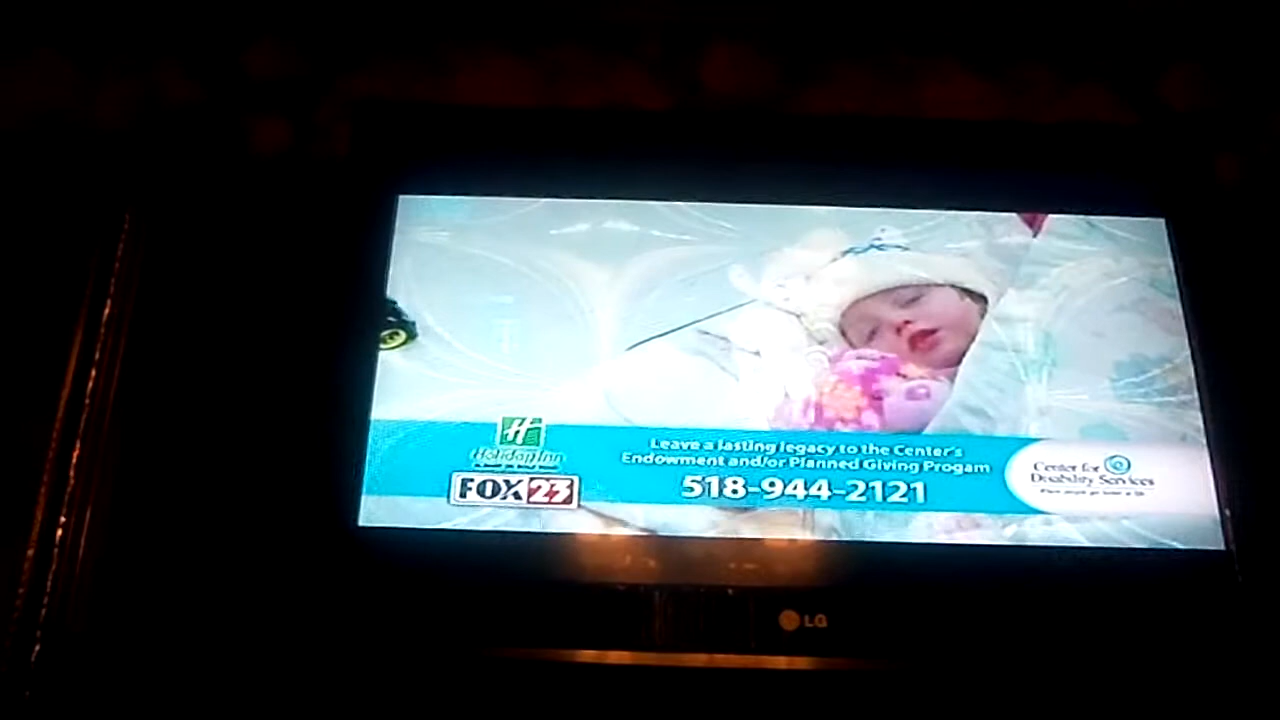 H
Holiday Inn
Leave a lasting legacy to the Center's
Endowment and/or Planned Giving Progam
FOX 23
518-944-2121
Center for
Disability Services
LG